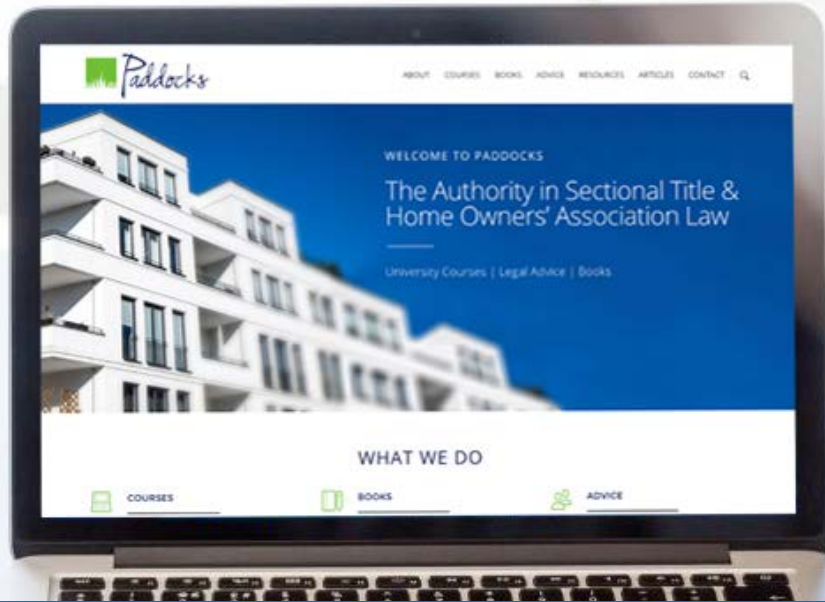 Paddocks
ABOUT COURSES BOOKS ADVICE RESOURCES ARTICLES CONTACT
WELCOME TO PADDOCKS
The Authority in Sectional Title &
Home Owners' Association Law
University Courses | Legal Advice | Books
WHAT WE DO
COURSES BOOKS ADVICE